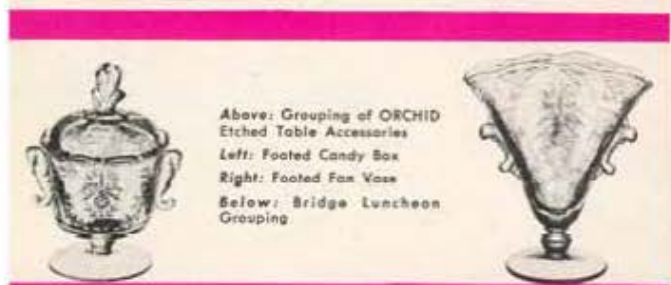 Above: Grouping of ORCHID
Etched Table Accessories
Left: Footed Candy Box
Right: Footed Fan Vase
Below: Bridge Luncheon
Grouping